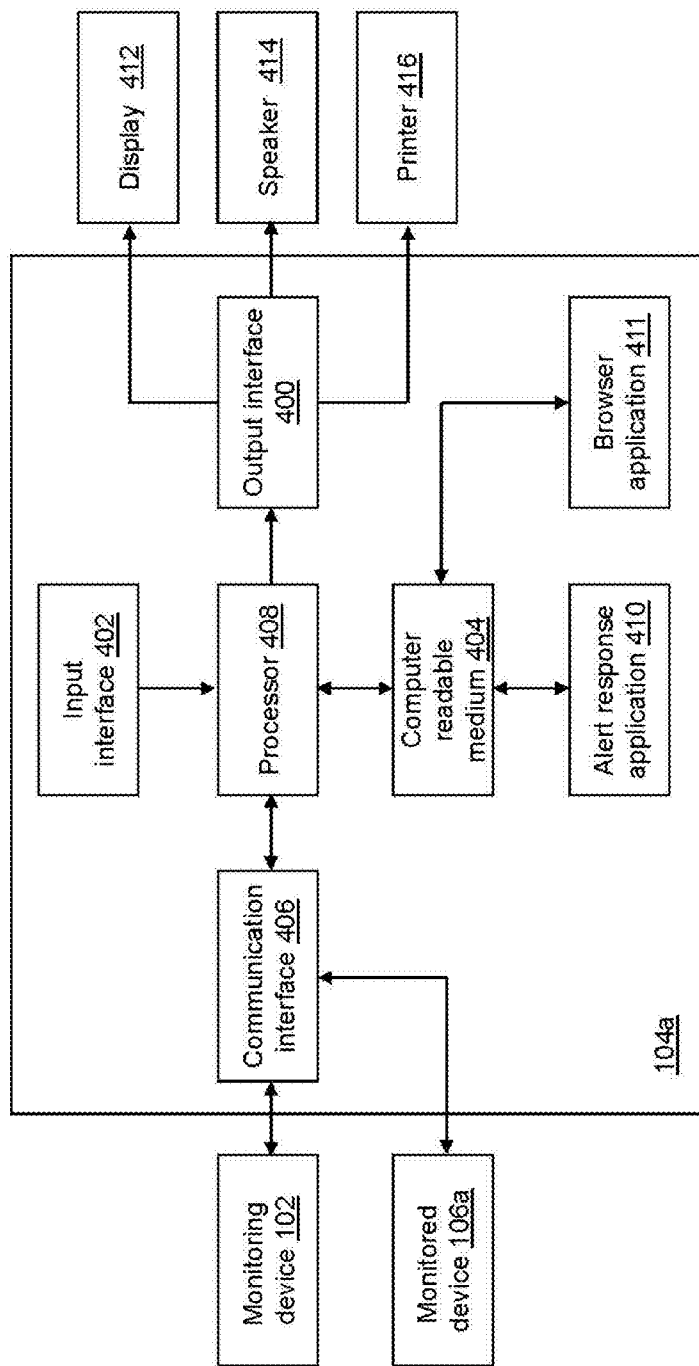 Monitoring
device 102
Monitored
device 106a
104a
Communication
interface 406
Input
interface 402
Processor 408
Computer
readable
medium 404
Alert response
application 410
Output interface
400
Browser
application 411
Display 412
Speaker 414
Printer 416